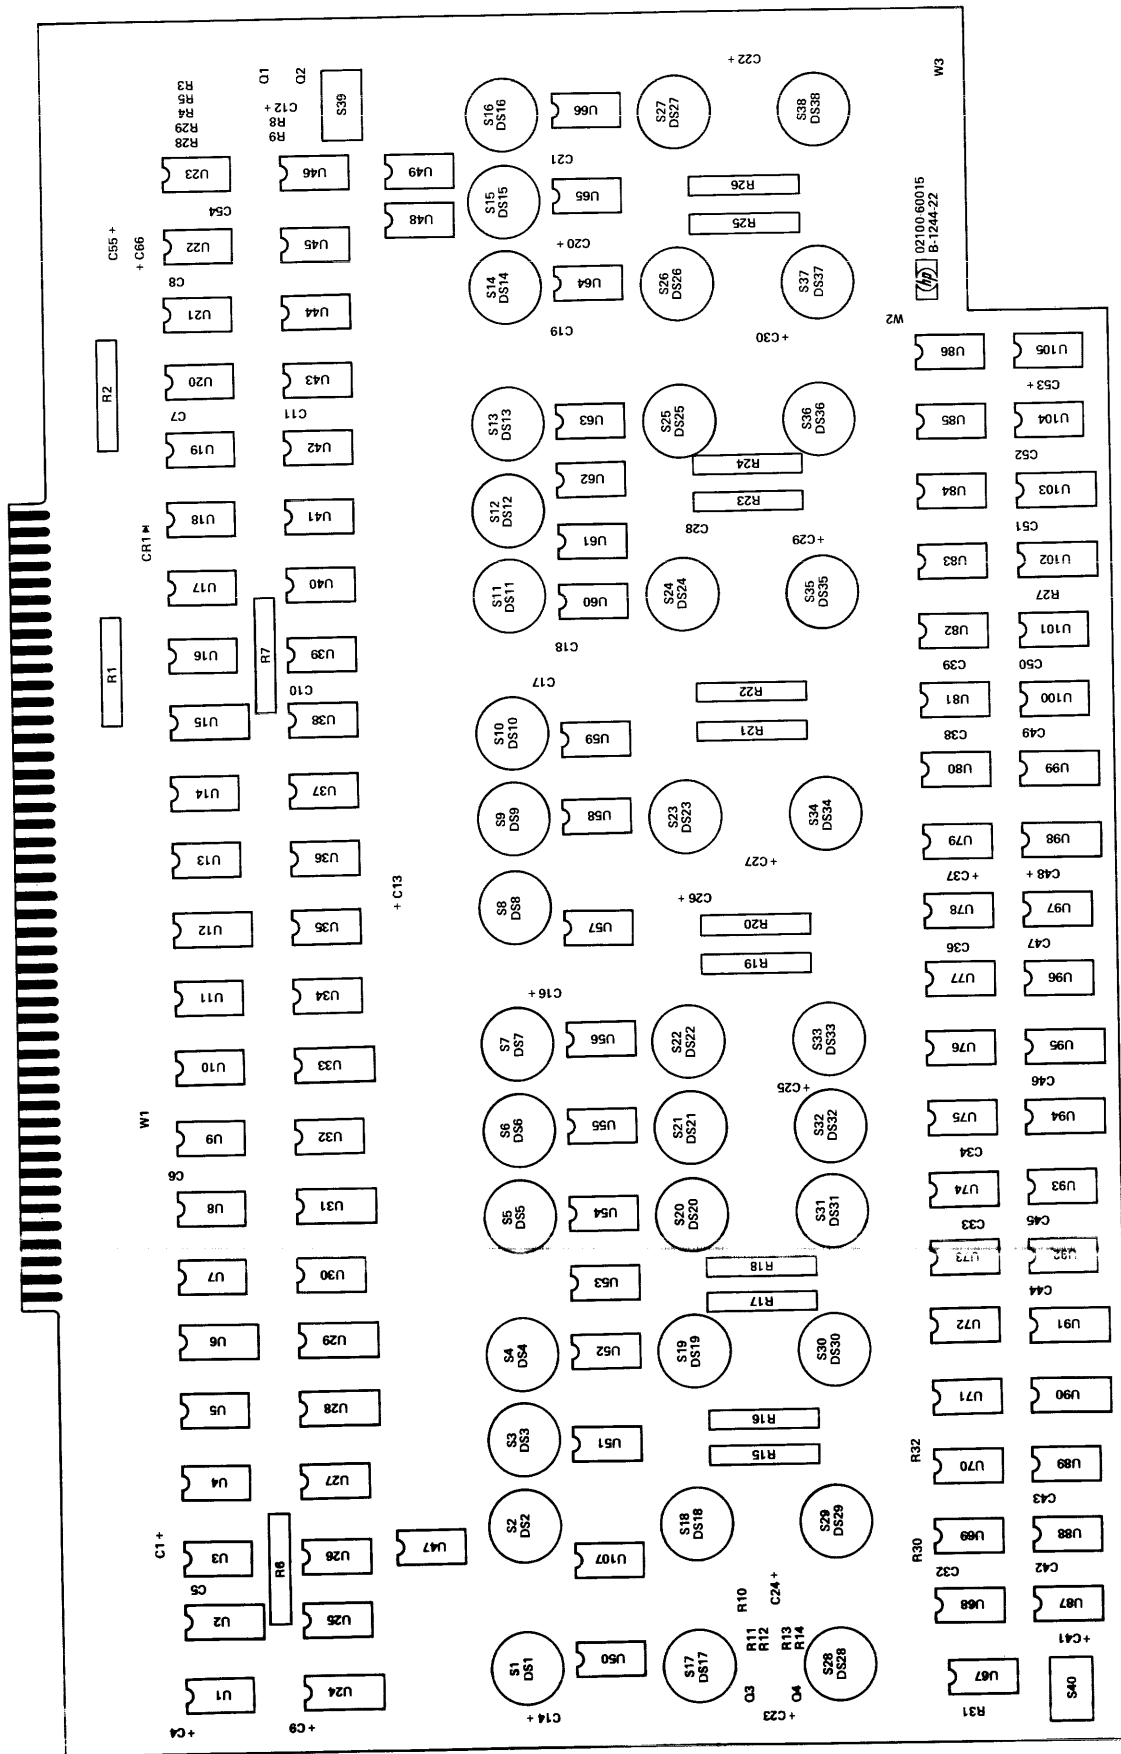 R3
R5
R4
R29
R28
Q1
Q2
C12 +
R8
R9
S39
U23
U46
U49
U48
C54
C55 +
+ C66
U22
U45
C8
U21
U44
R2
U20
U43
C7
C11
U19
U42
CR1
U18
U41
U17
U40
R1
U16
R7
U39
C10
U15
U38
U14
U37
U13
U36
+ C13
U12
U35
U11
U34
U10
U33
W1
U9
U32
C6
U8
U31
U7
U30
U6
U29
U5
U28
U4
U27
C1 +
U3
U26
U47
C5
R6
U2
U25
U1
U24
+ C4
C9 +
S16
DS16
U66
S27
DS27
C22 +
S38
DS38
W3
C21
S15
DS15
U65
R26
R25
C20 +
S14
DS14
U64
S26
DS26
S37
DS37
hp
02100-60015
B-1244-22
C19
C30 +
W2
S13
DS13
U63
S25
DS25
S36
DS36
U62
R24
R23
S12
DS12
U61
C28
C29 +
S11
DS11
U60
S24
DS24
S35
DS35
C18
C17
R22
R21
S10
DS10
U59
S9
DS9
U58
S23
DS23
S34
DS34
C27 +
C26 +
S8
DS8
U57
R20
R19
C16 +
S7
DS7
U56
S22
DS22
S33
DS33
C25 +
S6
DS6
U55
S21
DS21
S32
DS32
S5
DS5
U54
S20
DS20
S31
DS31
U53
R18
R17
S4
DS4
U52
S19
DS19
S30
DS30
S3
DS3
U51
R16
R15
S2
DS2
U107
S18
DS18
S29
DS29
R10
C24 +
R11
R12
R13
R14
S1
DS1
U50
S17
DS17
S28
DS28
Q3
Q4
C14 +
+ C23
U86
U105
C53 +
U85
U104
C52
U84
U103
C51
U83
U102
R27
U82
U101
C39
C50
U81
U100
C38
C49
U80
U99
U79
U98
+ C37
C48 +
U78
U97
C36
C47
U77
U96
U76
U95
C46
U75
U94
C34
U74
U93
C33
C45
U73
U92
C44
U72
U91
U71
U90
R32
U70
U89
C43
R30
U69
U88
C32
C42
U68
U87
+C41
R31
U67
S40